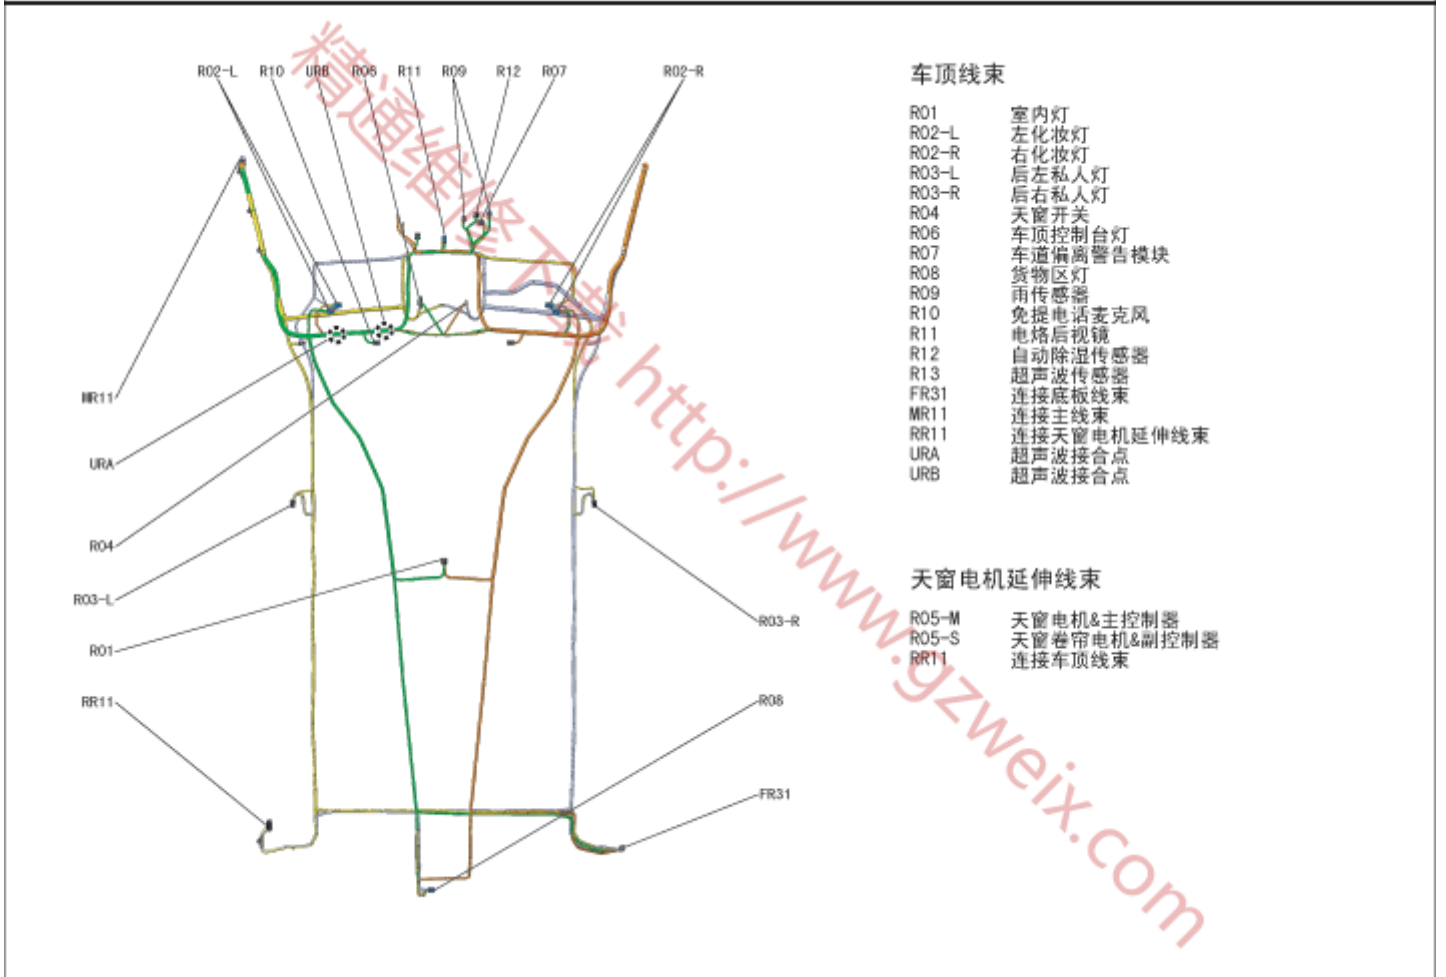 R02-L R10 URB R06 R11 R09 R12 R07 R02-R
MR11
URA
R04
R03-L
R01
RR11
R03-R
R08
FR31
车顶线束
R01 室内灯
R02-L 左化妆灯
R02-R 右化妆灯
R03-L 后左私人灯
R03-R 后右私人灯
R04 天窗开关
R06 车顶控制台灯
R07 车道偏离警告模块
R08 货物区灯
R09 雨传感器
R10 免提电话麦克风
R11 电烙后视镜
R12 自动除湿传感器
R13 超声波传感器
FR31 连接底板线束
MR11 连接主线束
RR11 连接天窗电机延伸线束
URA 超声波接合点
URB 超声波接合点
天窗电机延伸线束
R05-M 天窗电机&主控制器
R05-S 天窗卷帘电机&副控制器
RR11 连接车顶线束
精通维修下载 http://www.gzweix.com